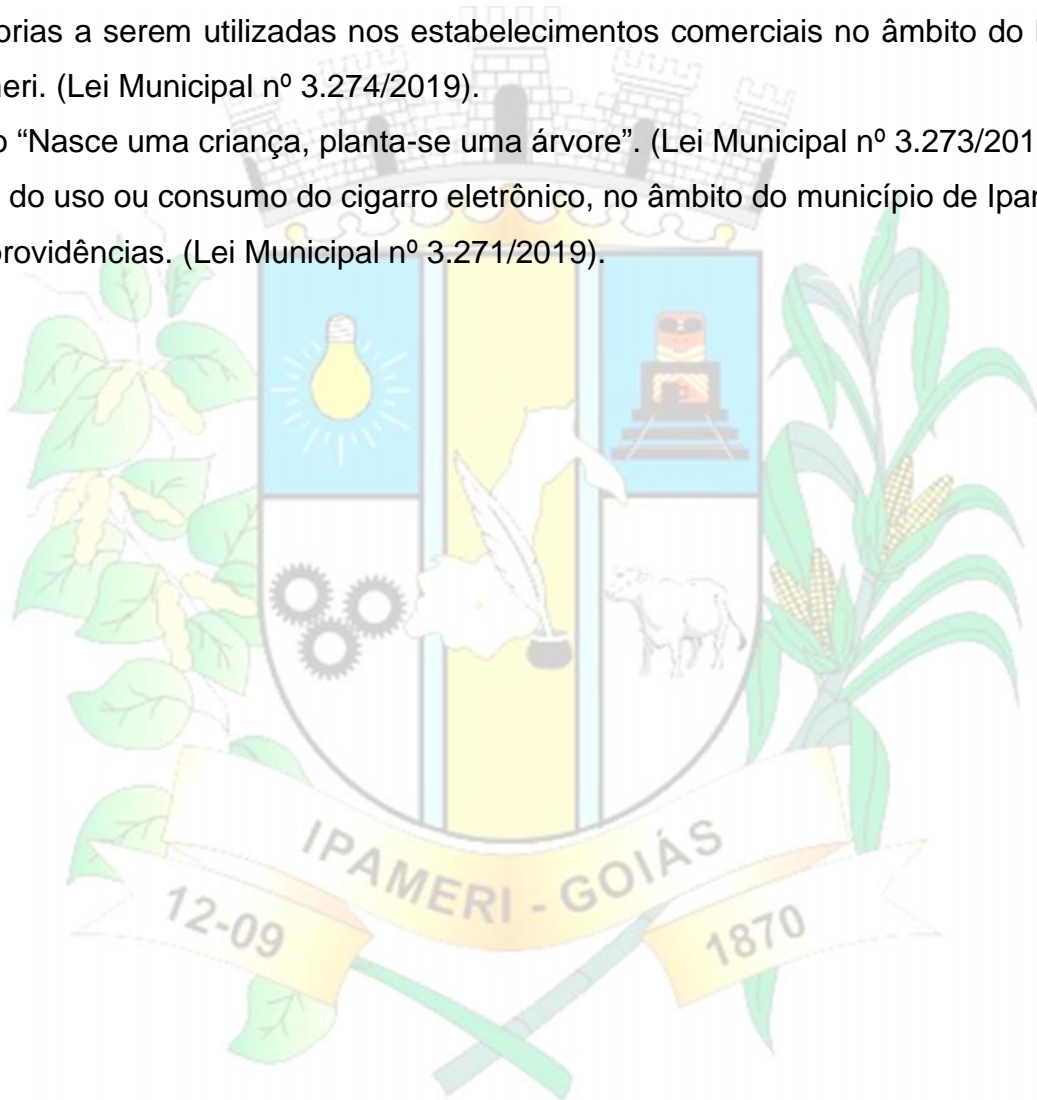 orias a serem utilizadas nos estabelecimentos comerciais no âmbito do
eri. (Lei Municipal nº 3.274/2019).
o “Nasce uma criança, planta-se uma árvore”. (Lei Municipal nº 3.273/201
do uso ou consumo do cigarro eletrônico, no âmbito do município de Ipar
rovidências. (Lei Municipal nº 3.271/2019).
IPAMERI - GOIÁS
12-09
1870